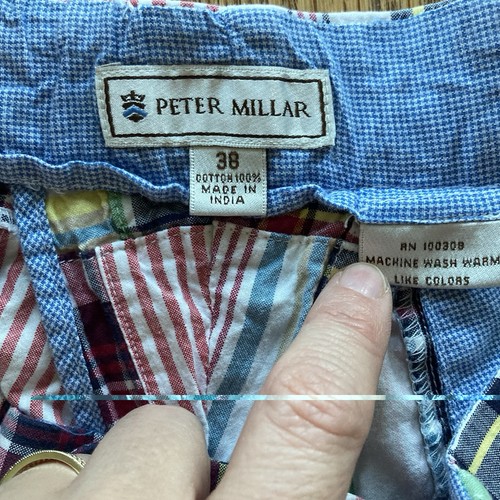 PETER MILLAR
38
COTTON 100%
MADE IN
INDIA
RN 100309
MACHINE WASH WARM
LIKE COLORS